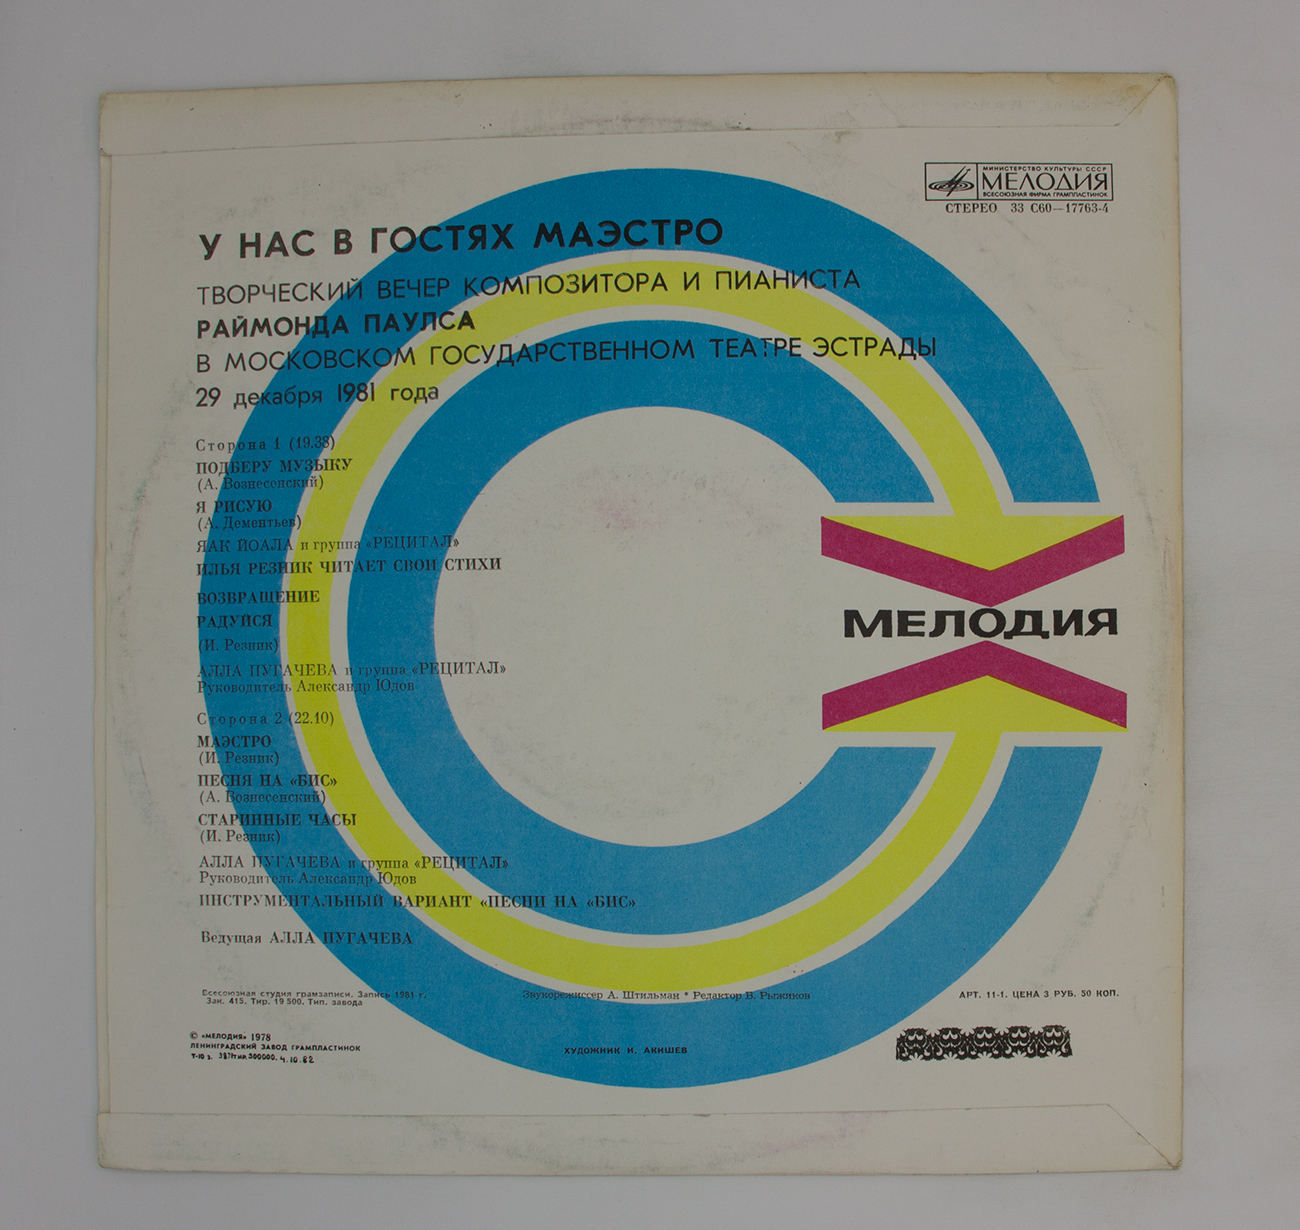 МИНИСТЕРСТВО КУЛЬТУРЫ СССР
МЕЛОДИЯ
ВСЕСОЮЗНАЯ ФИРМА ГРАМПЛАСТИНОК
СТЕРЕО 33 С60—17763-4
У НАС В ГОСТЯХ МАЭСТРО
ТВОРЧЕСКИЙ ВЕЧЕР КОМПОЗИТОРА И ПИАНИСТА
РАЙМОНДА ПАУЛСА
В МОСКОВСКОМ ГОСУДАРСТВЕННОМ ТЕАТРЕ ЭСТРАДЫ
29 декабря 1981 года
Сторона 1 (19.38)
ПОДБЕРУ МУЗЫКУ
(А. Вознесенский)
Я РИСУЮ
(А. Дементьев)
ЯАК ЙОАЛА и группа «РЕЦИТАЛ»
ИЛЬЯ РЕЗНИК ЧИТАЕТ СВОИ СТИХИ
ВОЗВРАЩЕНИЕ
РАДУЙСЯ
(И. Резник)
АЛЛА ПУГАЧЕВА и группа «РЕЦИТАЛ»
Руководитель Александр Юдов
Сторона 2 (22.10)
МАЭСТРО
(И. Резник)
ПЕСНЯ НА «БИС»
(А. Вознесенский)
СТАРИННЫЕ ЧАСЫ
(И. Резник)
АЛЛА ПУГАЧЕВА и группа «РЕЦИТАЛ»
Руководитель Александр Юдов
ИНСТРУМЕНТАЛЬНЫЙ ВАРИАНТ «ПЕСНИ НА «БИС»
Ведущая АЛЛА ПУГАЧЕВА
МЕЛОДИЯ
Всесоюзная студия грамзаписи. Запись 1981 г.
Зак. 415. Тир. 19 500. Тип. завода
Звукорежиссер А. Штильман * Редактор В. Рыжиков
АРТ. 11-1. ЦЕНА 3 РУБ. 50 КОП.
© «МЕЛОДИЯ» 1978
ЛЕНИНГРАДСКИЙ ЗАВОД ГРАМПЛАСТИНОК
Т-10 з. 300000. 4.10.82
ХУДОЖНИК И. АКИШЕВ